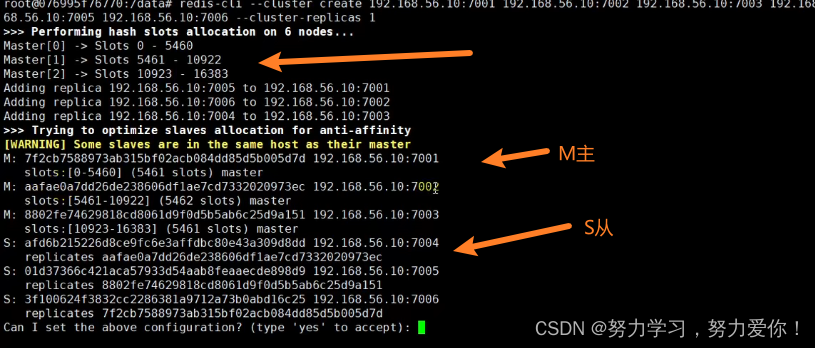 root@076995f76770:/data# redis-cli --cluster create 192.168.56.10:7001 192.168.56.10:7002 192.168.56.10:7003 192.168.56.10:7005 192.168.56.10:7006 --cluster-replicas 1
>>> Performing hash slots allocation on 6 nodes...
Master[0] -> Slots 0 - 5460
Master[1] -> Slots 5461 - 10922
Master[2] -> Slots 10923 - 16383
Adding replica 192.168.56.10:7005 to 192.168.56.10:7001
Adding replica 192.168.56.10:7006 to 192.168.56.10:7002
Adding replica 192.168.56.10:7004 to 192.168.56.10:7003
>>> Trying to optimize slaves allocation for anti-affinity
[WARNING] Some slaves are in the same host as their master
M: 7f2cb7588973ab315bf02acb084dd85d5b005d7d 192.168.56.10:7001
slots:[0-5460] (5461 slots) master
M主
M: aafae0a7dd26de238606df1ae7cd7332020973ec 192.168.56.10:7002
slots:[5461-10922] (5462 slots) master
M: 8802fe74629818cd8061d9f0d5b5ab6c25d9a151 192.168.56.10:7003
slots:[10923-16383] (5461 slots) master
S从
S: afd6b215226d8ce9fc6e3affdbc80e43a309d8dd 192.168.56.10:7004
replicates aafae0a7dd26de238606df1ae7cd7332020973ec
S: 01d37366c421aca57933d54aab8feaaecde898d9 192.168.56.10:7005
replicates 8802fe74629818cd8061d9f0d5b5ab6c25d9a151
S: 3f100624f3832cc2286381a9712a73b0abd16c25 192.168.56.10:7006
replicates 7f2cb7588973ab315bf02acb084dd85d5b005d7d
Can I set the above configuration? (type 'yes' to accept):
CSDN @努力学习，努力爱你！